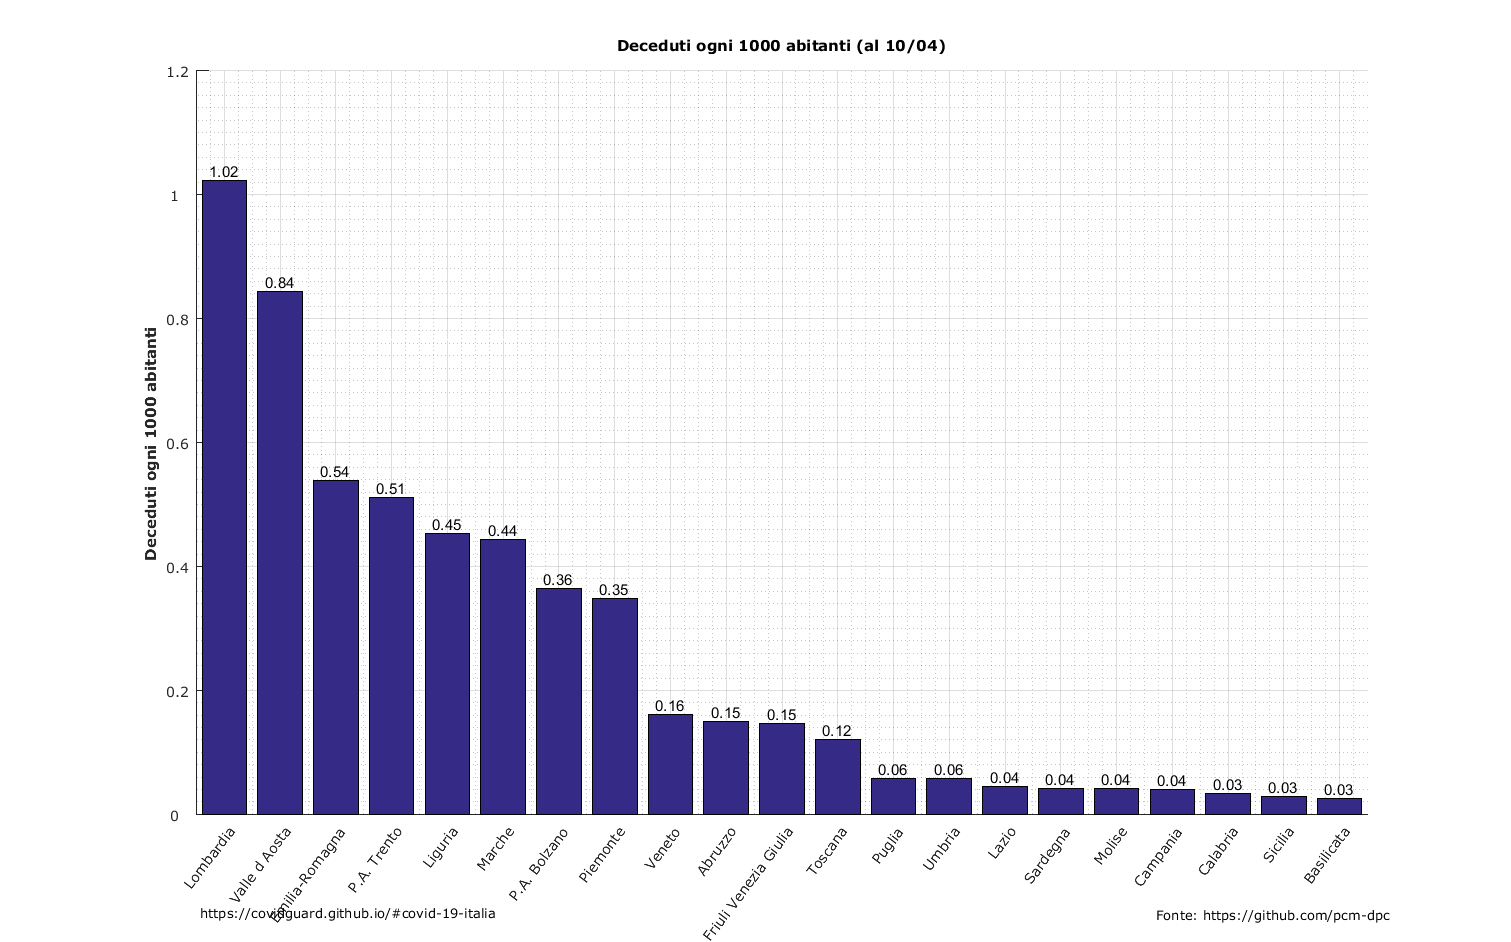 Deceduti ogni 1000 abitanti (al 10/04)
Deceduti ogni 1000 abitanti
1.2
1
0.8
0.6
0.4
0.2
0
1.02
0.84
0.54
0.51
0.45
0.44
0.36
0.35
0.16
0.15
0.15
0.12
0.06
0.06
0.04
0.04
0.04
0.04
0.03
0.03
0.03
Lombardia
Valle d Aosta
Emilia-Romagna
P.A. Trento
Liguria
Marche
P.A. Bolzano
Piemonte
Veneto
Abruzzo
Friuli Venezia Giulia
Toscana
Puglia
Umbria
Lazio
Sardegna
Molise
Campania
Calabria
Sicilia
Basilicata
https://covidguard.github.io/#covid-19-italia
Fonte: https://github.com/pcm-dpc